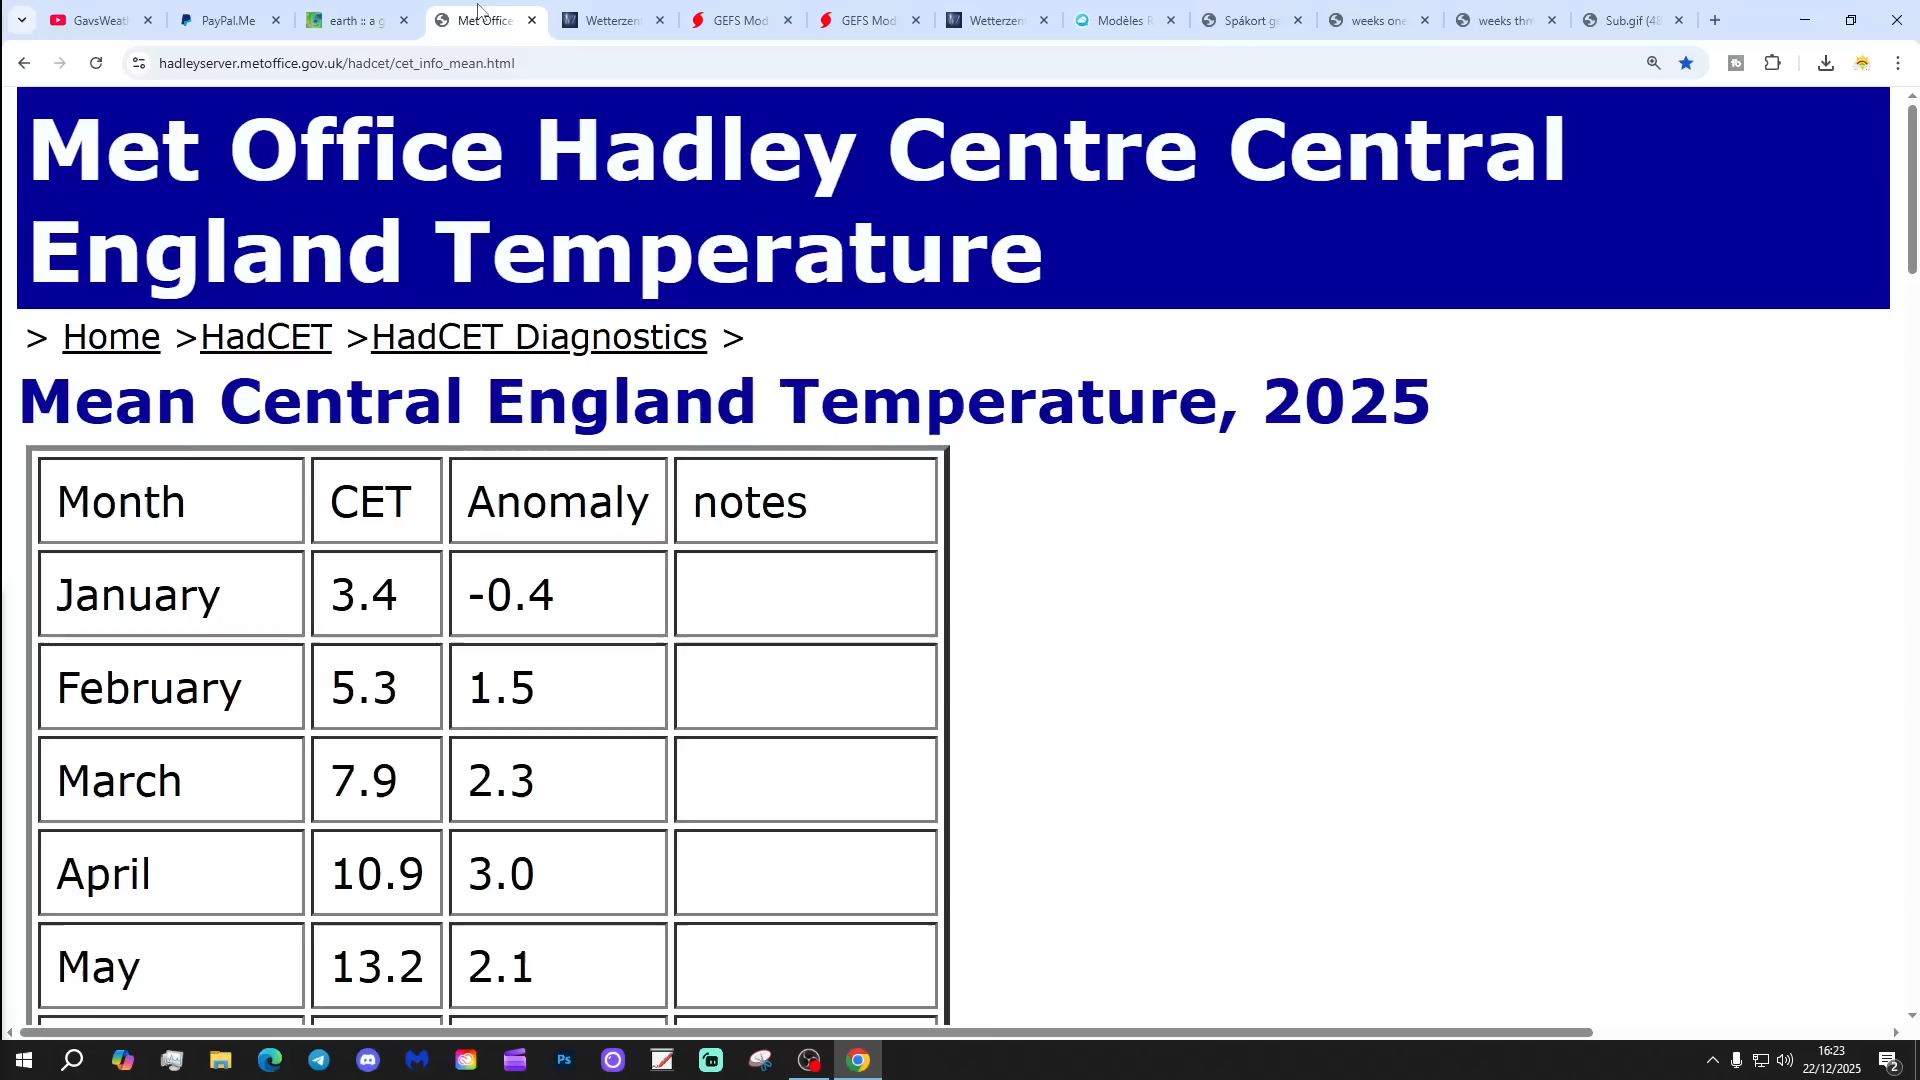 GavsWeath
PayPal.Me
earth :: a g
Met Office
Wetterzen
GEFS Mod
GEFS Mod
Wetterzen
Modèles
Spákort g
weeks one
weeks thr
Sub.gif (48
hadleyserver.metoffice.gov.uk/hadcet/cet_info_mean.html
Met Office Hadley Centre Central
England Temperature
> Home >HadCET >HadCET Diagnostics >
Mean Central England Temperature, 2025
Month CET Anomaly notes
January 3.4 -0.4
February 5.3 1.5
March 7.9 2.3
April 10.9 3.0
May 13.2 2.1
Ps
16:23
22/12/2025
2